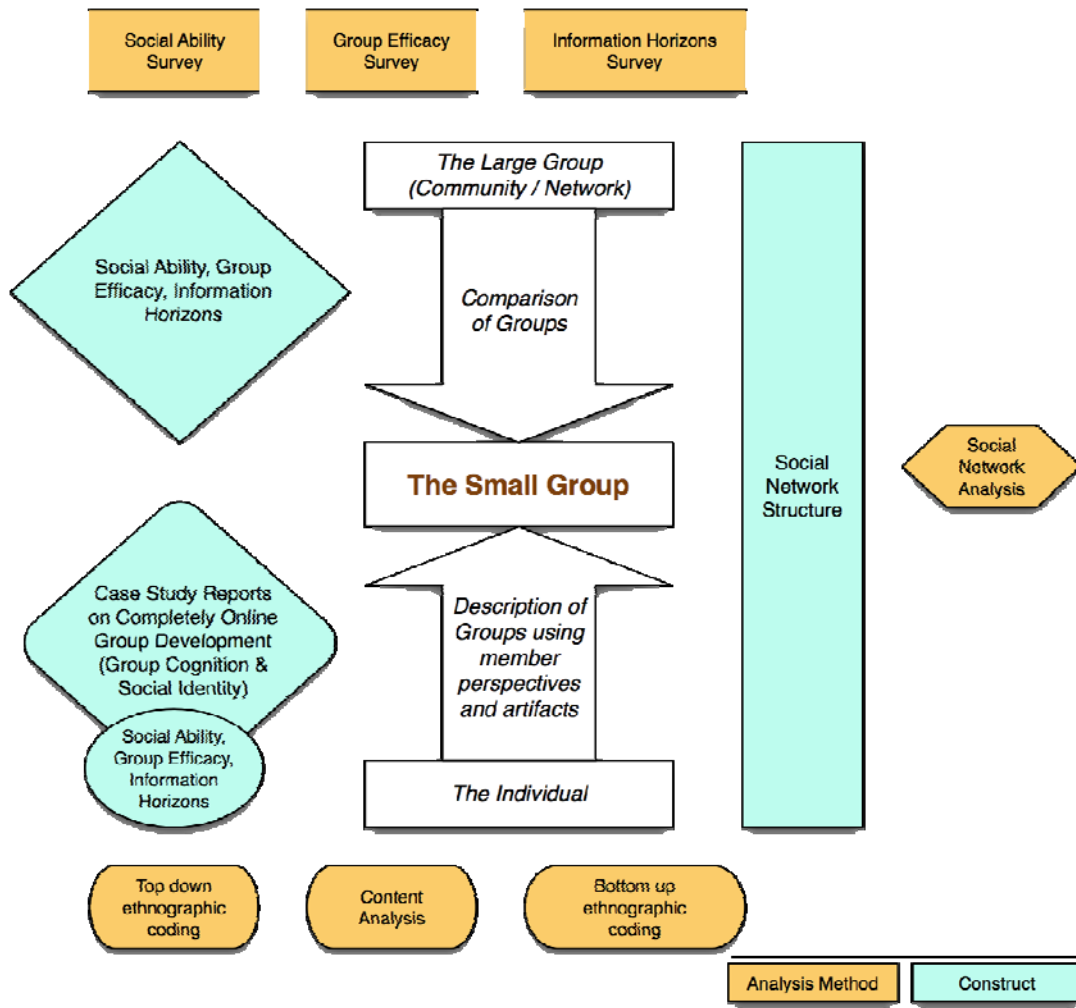 Social Ability
Survey
Group Efficacy
Survey
Information Horizons
Survey
The Large Group
(Community / Network)
Social Ability, Group
Efficacy, Information
Horizons
Comparison
of Groups
The Small Group
Social
Network
Structure
Social
Network
Analysis
Case Study Reports
on Completely Online
Group Development
(Group Cognition &
Social Identity)
Description of
Groups using
member
perspectives
and artifacts
Social Ability,
Group Efficacy,
Information
Horizons
The Individual
Top down
ethnographic
coding
Content
Analysis
Bottom up
ethnographic
coding
Analysis Method
Construct